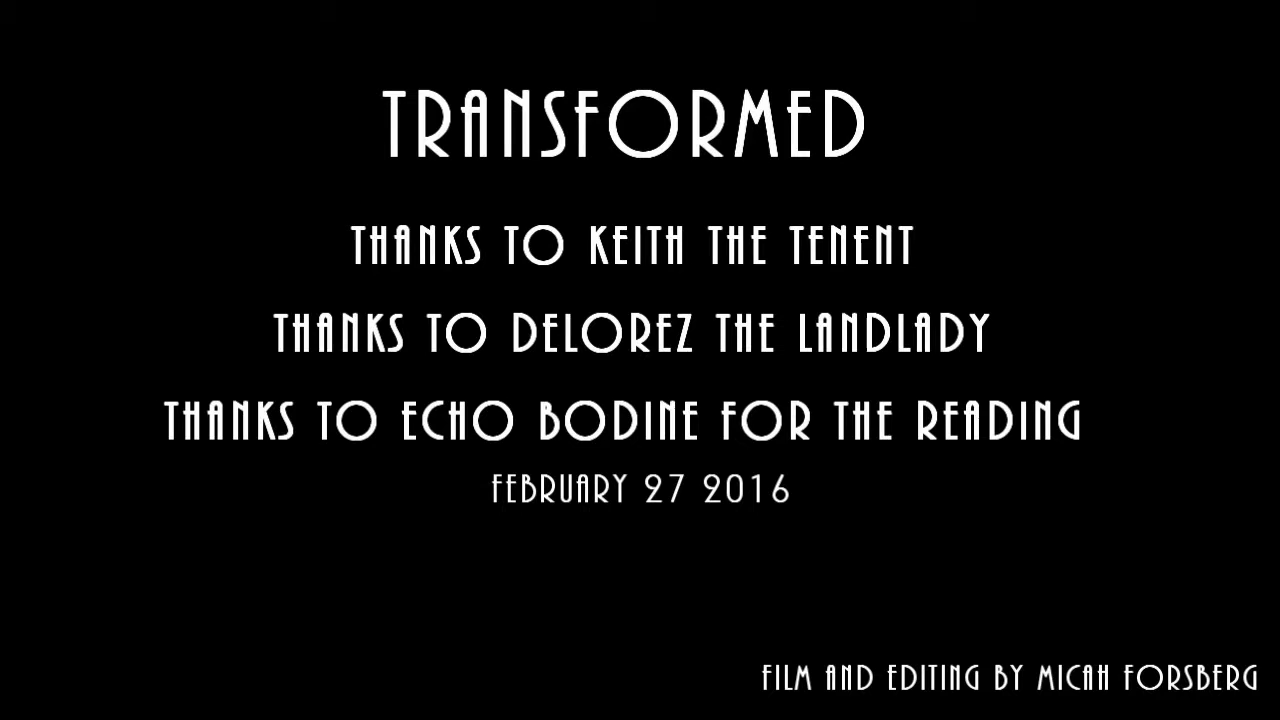 TRANSFORMED
THANKS TO KEITH THE TENENT
THANKS TO DELOREZ THE LANDLADY
THANKS TO ECHO BODINE FOR THE READING
FEBRUARY 27 2016
FILM AND EDITING BY MICAH FORSBERG